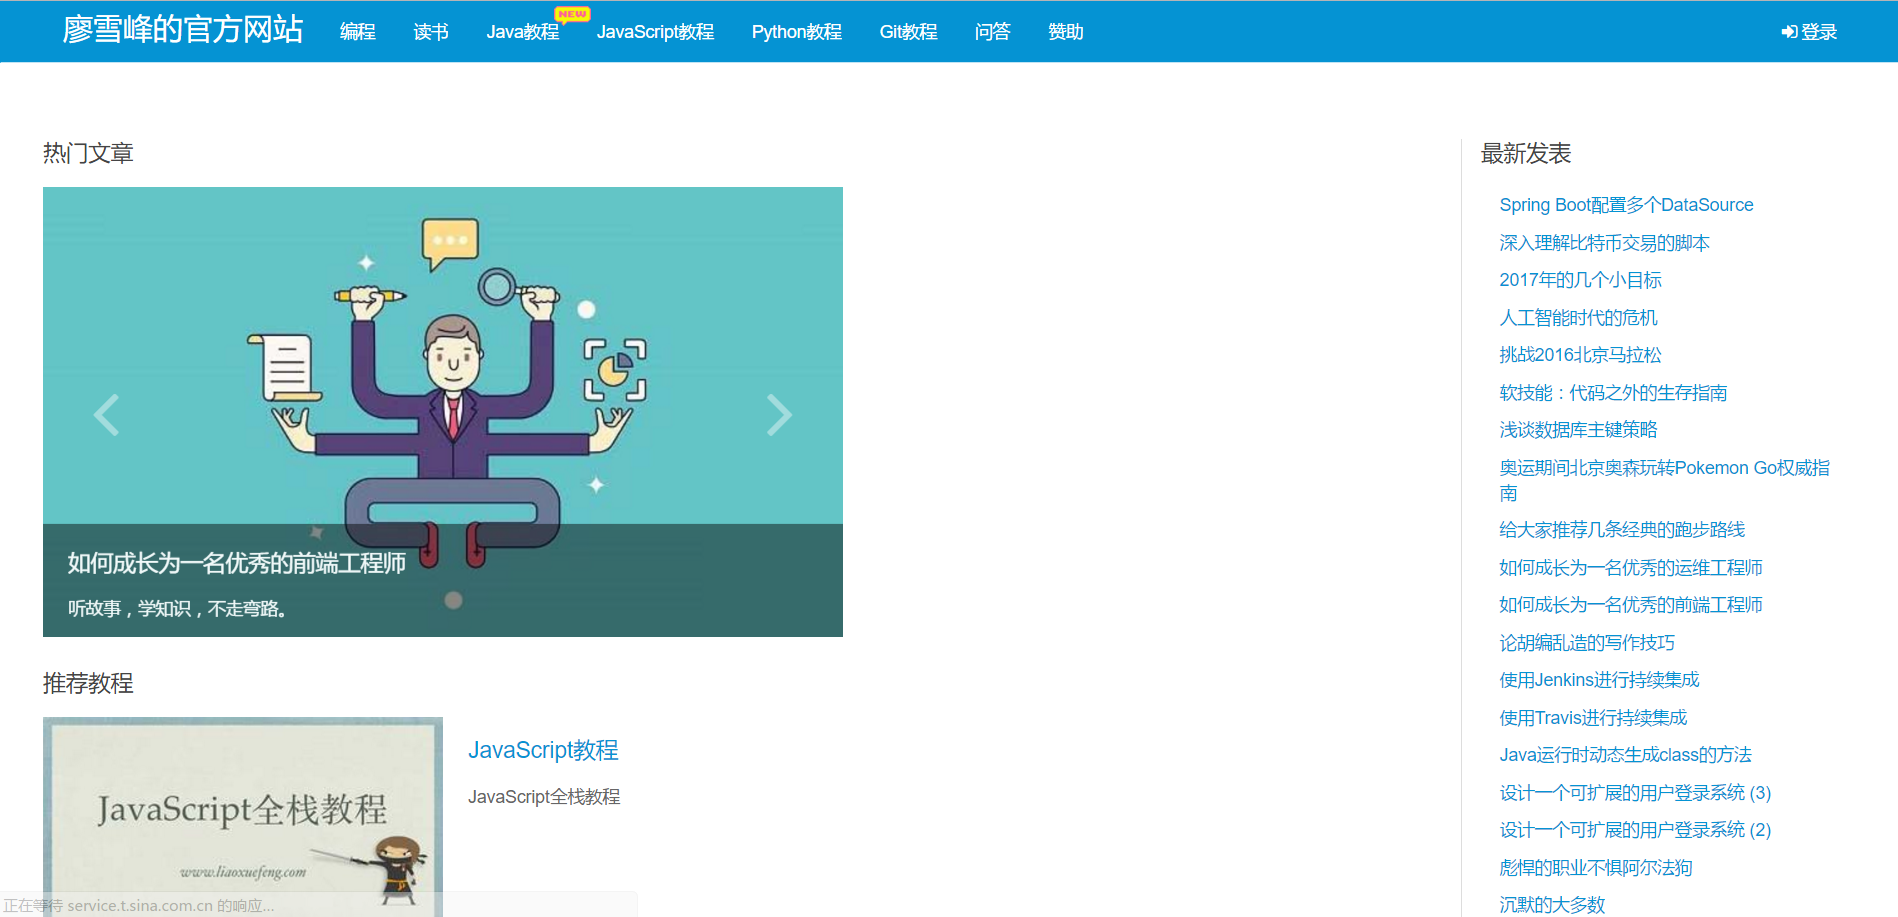 廖雪峰的官方网站 编程 读书 Java教程 NEW JavaScript教程 Python教程 Git教程 问答 赞助 登录
热门文章
如何成长为一名优秀的前端工程师
听故事，学知识，不走弯路。
推荐教程
JavaScript全栈教程
www.liaoxuefeng.com
JavaScript教程
JavaScript全栈教程
最新发表
Spring Boot配置多个DataSource
深入理解比特币交易的脚本
2017年的几个小目标
人工智能时代的危机
挑战2016北京马拉松
软技能：代码之外的生存指南
浅谈数据库主键策略
奥运期间北京奥森玩转Pokemon Go权威指
南
给大家推荐几条经典的跑步路线
如何成长为一名优秀的运维工程师
如何成长为一名优秀的前端工程师
论胡编乱造的写作技巧
使用Jenkins进行持续集成
使用Travis进行持续集成
Java运行时动态生成class的方法
设计一个可扩展的用户登录系统 (3)
设计一个可扩展的用户登录系统 (2)
彪悍的职业不惧阿尔法狗
沉默的大多数
正在等待 service.t.sina.com.cn 的响应...